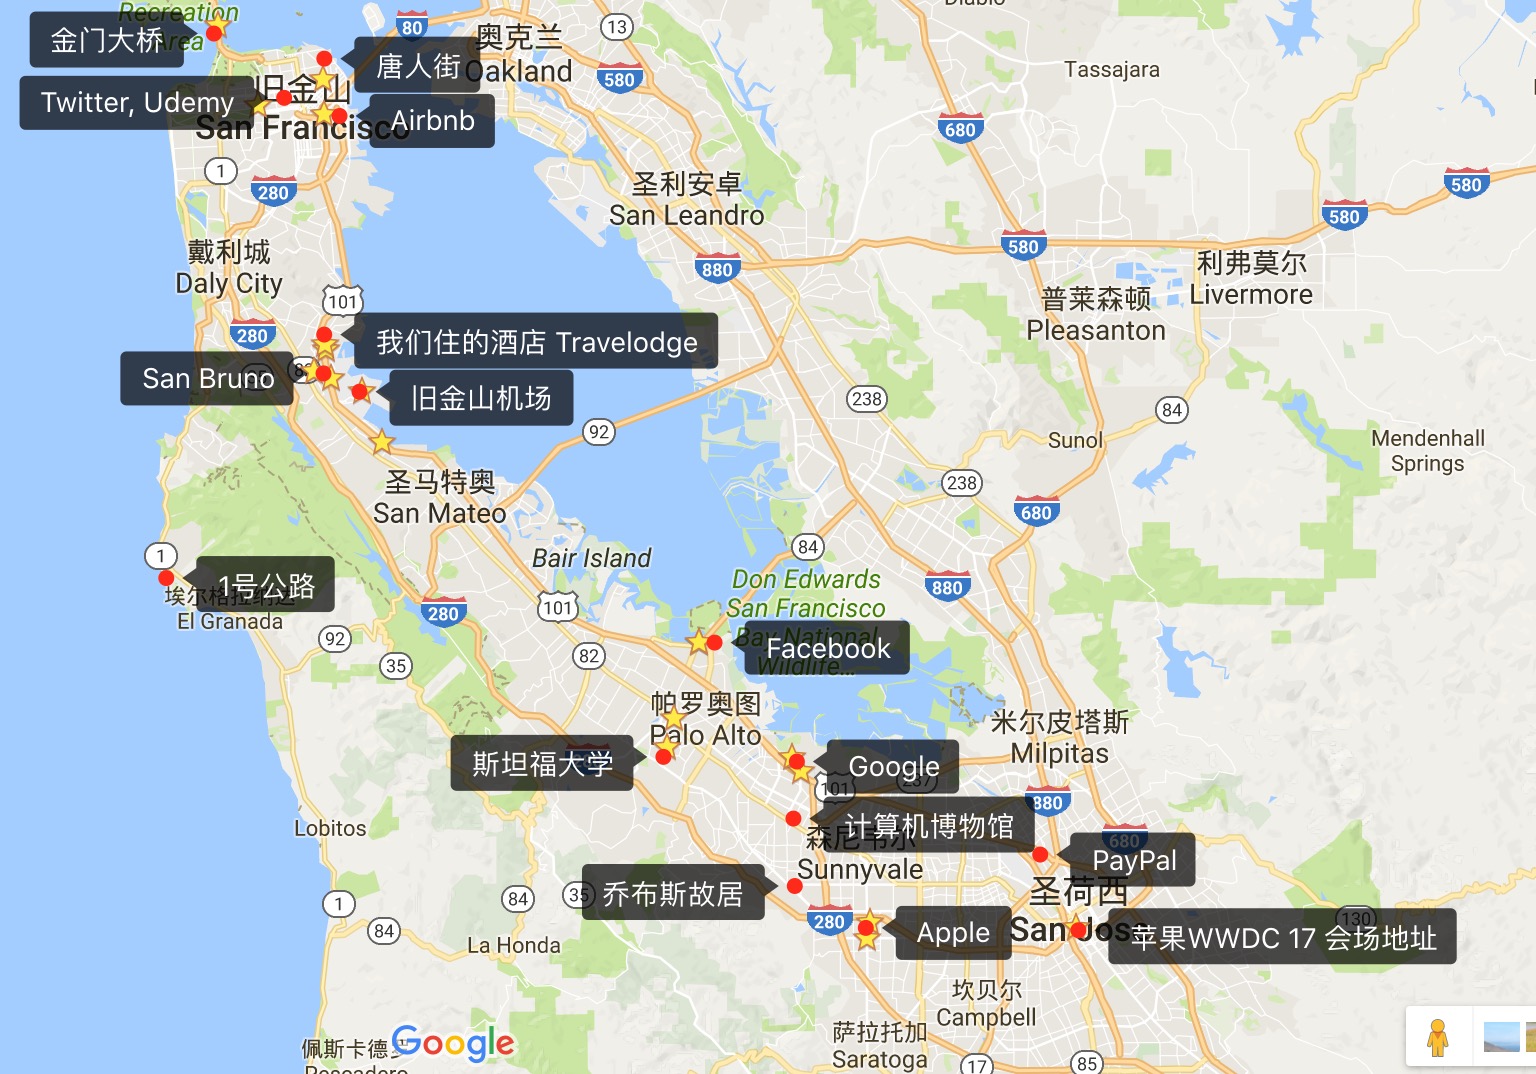 Diablo
Recreation
Area
金门大桥
80
奥克兰
Oakland
13
580
唐人街
Tassajara
旧金山
San Francisco
Twitter, Udemy
Airbnb
680
1
280
圣利安卓
San Leandro
580
580
580
880
戴利城
Daly City
利弗莫尔
Livermore
普莱森顿
Pleasanton
101
280
我们住的酒店 Travelodge
San Bruno
旧金山机场
238
84
92
Sunol
Mendenhall
Springs
圣马特奥
San Mateo
238
680
1
1号公路
埃尔格拉纳达
El Granada
Bair Island
84
Don Edwards
San Francisco
Bay National
Wildlife...
880
101
280
92
82
35
Facebook
帕罗奥图
Palo Alto
米尔皮塔斯
Milpitas
斯坦福大学
Google
101
237
880
计算机博物馆
森尼韦尔
Sunnyvale
680
Lobitos
PayPal
圣荷西
San Jose
乔布斯故居
35
84
1
280
Apple
130
苹果WWDC 17 会场地址
84
La Honda
坎贝尔
Campbell
萨拉托加
Saratoga
佩斯卡德罗
Pescadero
Google
17
85